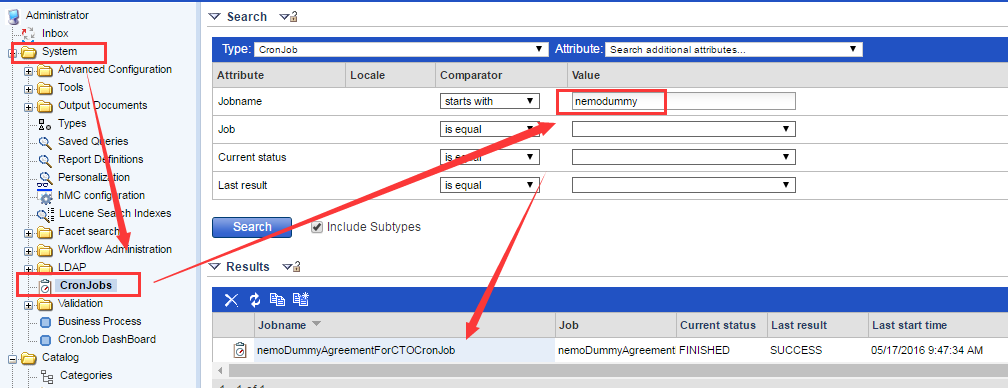 Administrator
Inbox
System
Advanced Configuration
Tools
Output Documents
Types
Saved Queries
Report Definitions
Personalization
hMC configuration
Lucene Search Indexes
Facet search
Workflow Administration
LDAP
CronJobs
Validation
Business Process
CronJob DashBoard
Catalog
Categories
Search
Type: CronJob Attribute: Search additional attributes...
Attribute Locale Comparator Value
Jobname starts with nemodummy
Job is equal
Current status is equal
Last result is equal
Search Include Subtypes
Results
Jobname Job Current status Last result Last start time
nemoDummyAgreementForCTOCronJob nemoDummyAgreement FINISHED SUCCESS 05/17/2016 9:47:34 AM